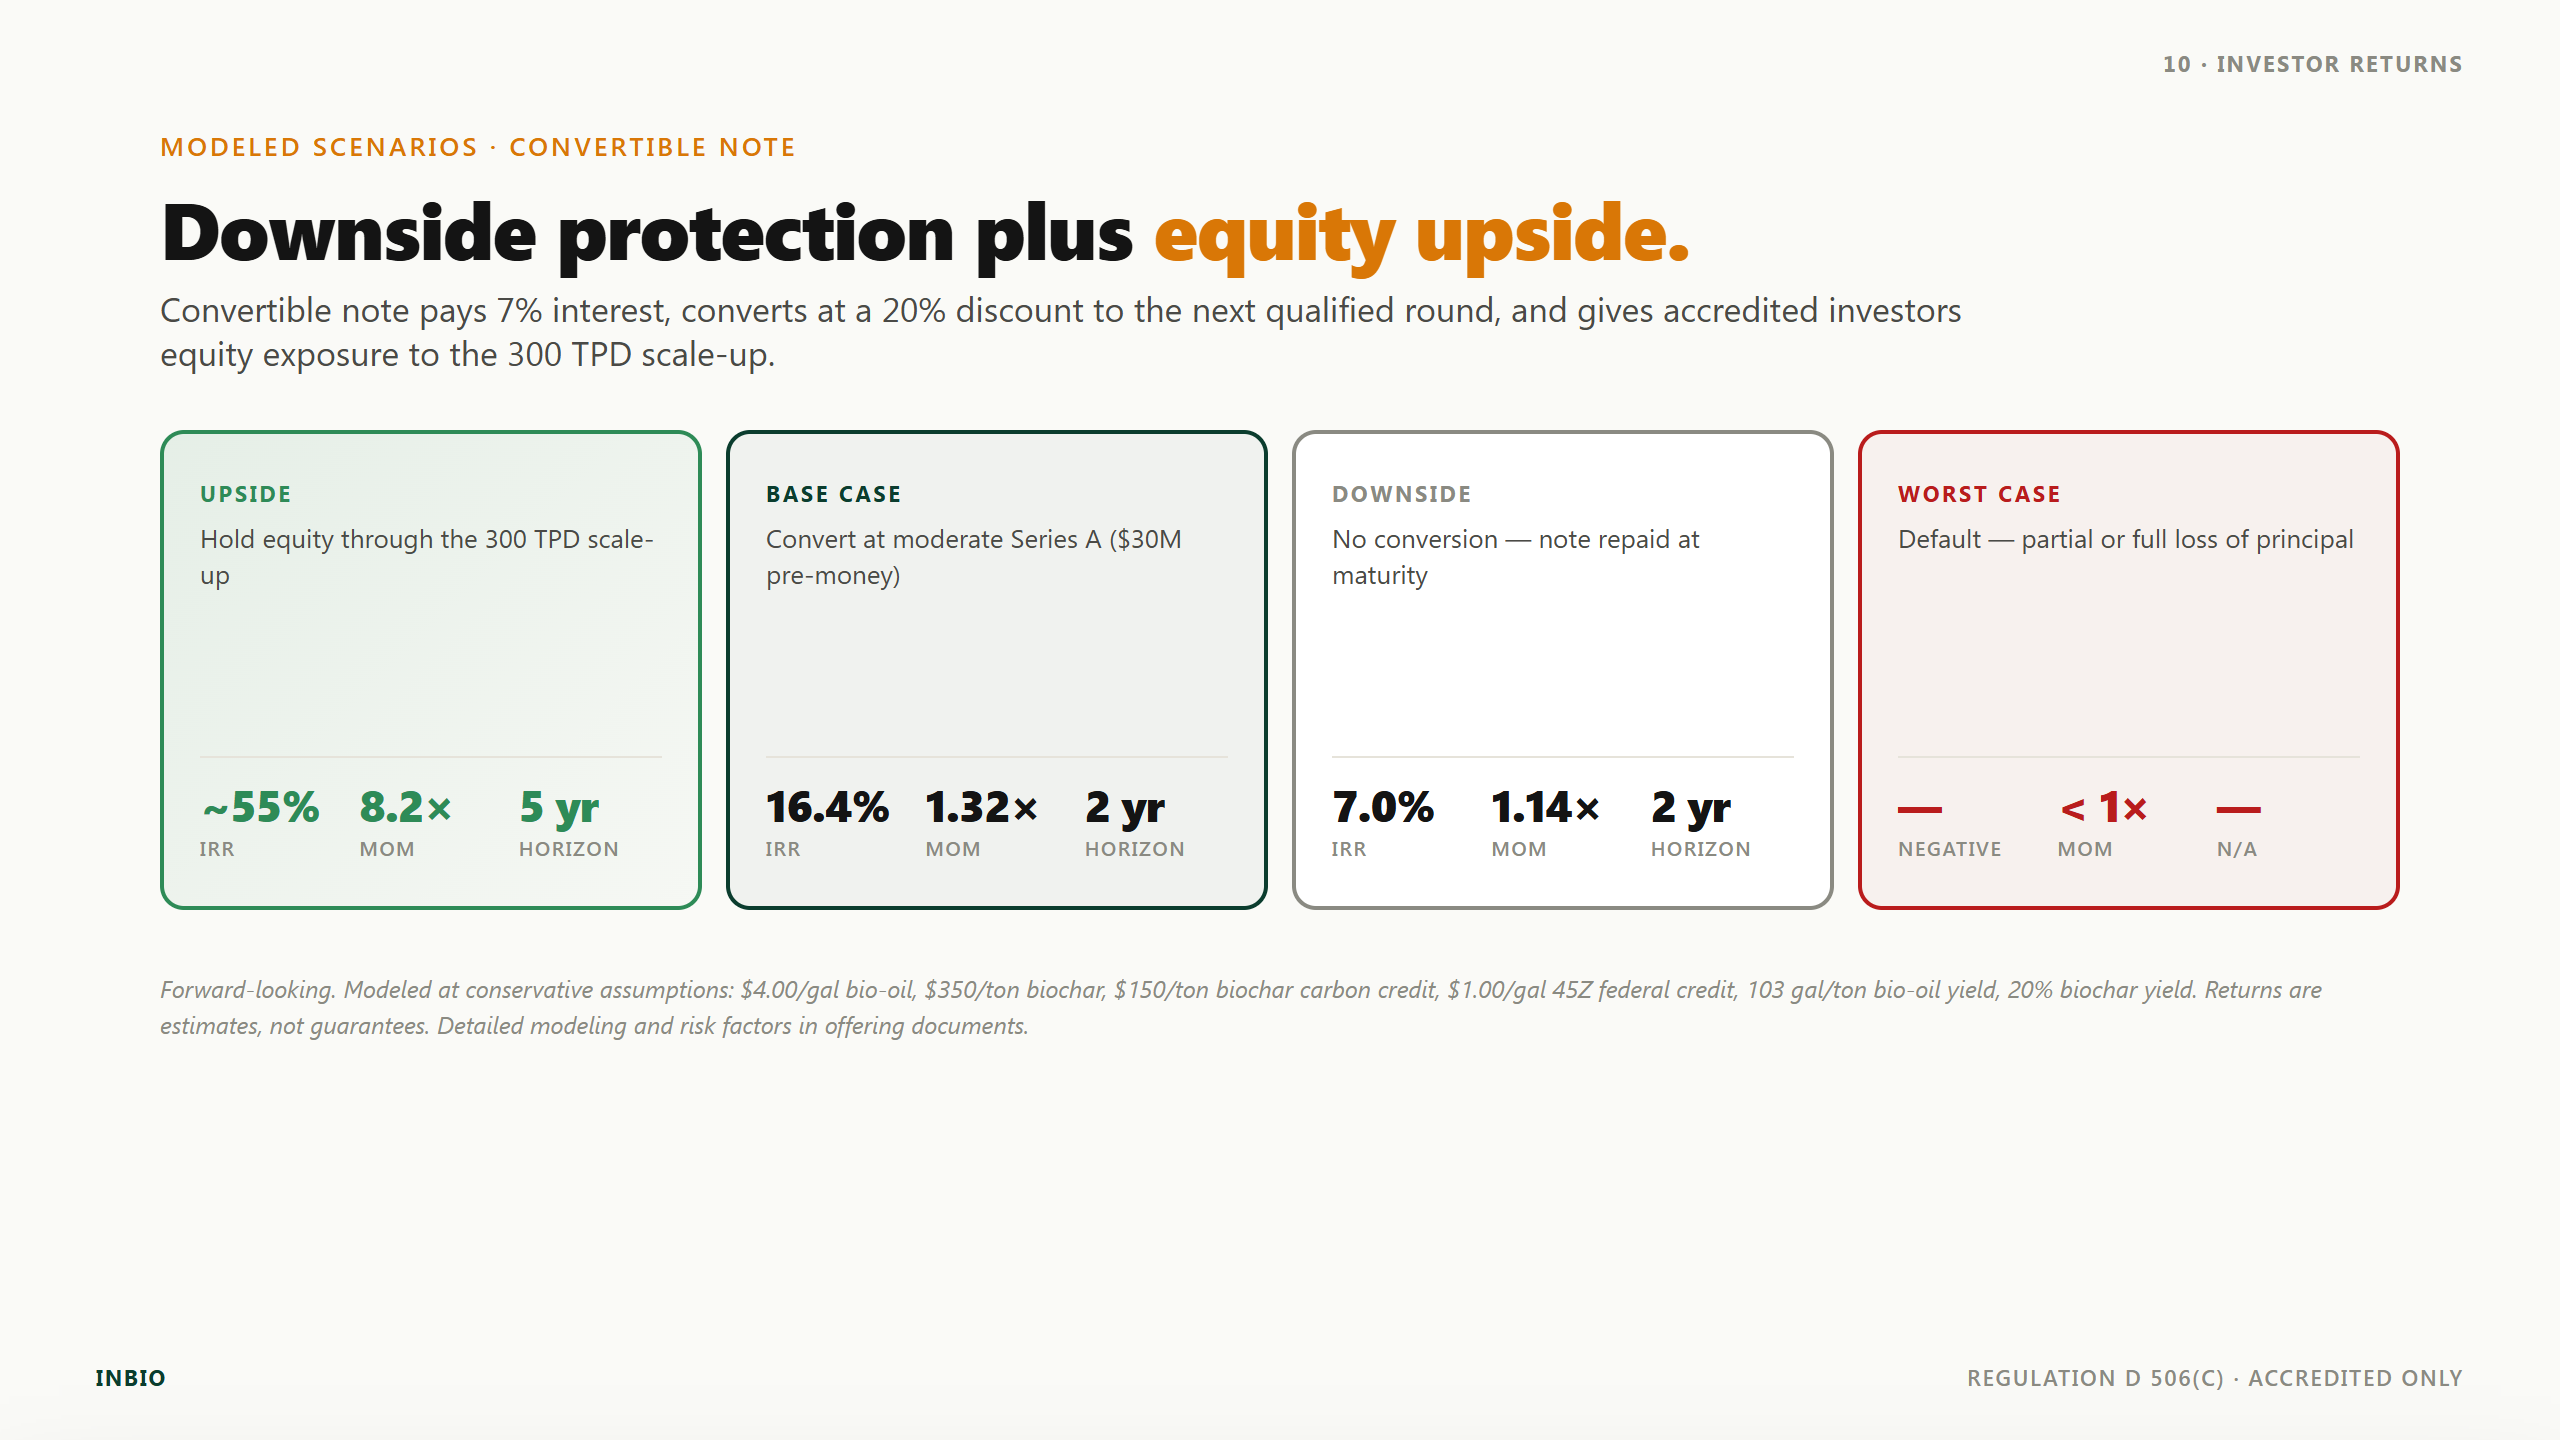 10 · INVESTOR RETURNS
MODELED SCENARIOS · CONVERTIBLE NOTE
Downside protection plus equity upside.
Convertible note pays 7% interest, converts at a 20% discount to the next qualified round, and gives accredited investors
equity exposure to the 300 TPD scale-up.
UPSIDE
Hold equity through the 300 TPD scale-
up
~55% 8.2× 5 yr
IRR MOM HORIZON
BASE CASE
Convert at moderate Series A ($30M
pre-money)
16.4% 1.32× 2 yr
IRR MOM HORIZON
DOWNSIDE
No conversion — note repaid at
maturity
7.0% 1.14× 2 yr
IRR MOM HORIZON
WORST CASE
Default — partial or full loss of principal
— < 1× —
NEGATIVE MOM N/A
Forward-looking. Modeled at conservative assumptions: $4.00/gal bio-oil, $350/ton biochar, $150/ton biochar carbon credit, $1.00/gal 45Z federal credit, 103 gal/ton bio-oil yield, 20% biochar yield. Returns are
estimates, not guarantees. Detailed modeling and risk factors in offering documents.
INBIO
REGULATION D 506(C) · ACCREDITED ONLY